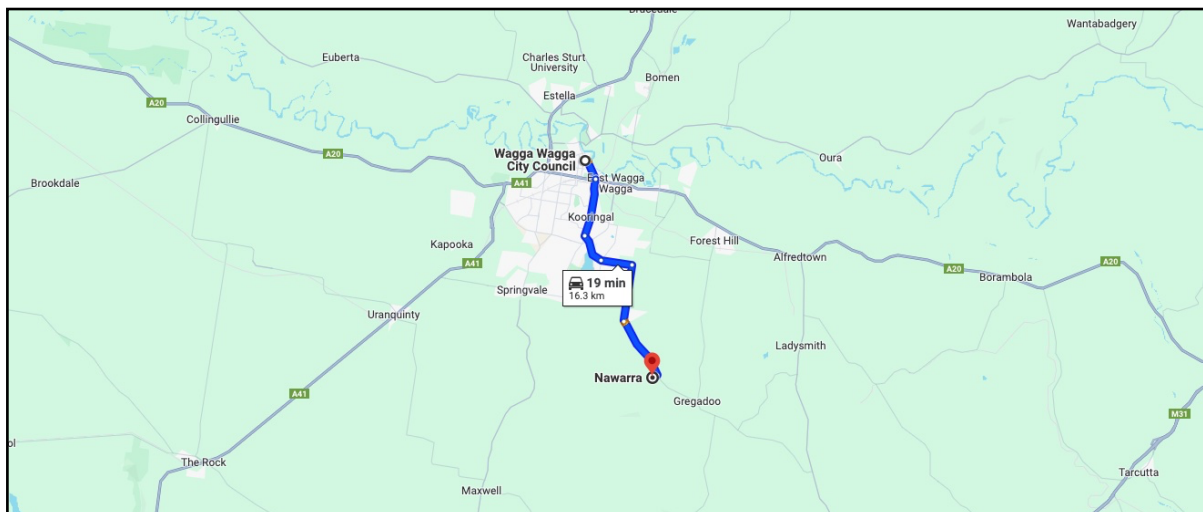 Brucedale
Wantabadgery
Euberta
Charles Sturt
University
Bomen
Estella
A20
Collingullie
A20
Wagga Wagga
City Council
Oura
East Wagga
Wagga
A41
Brookdale
Kooringal
Kapooka
Forest Hill
Alfredtown
A41
A20
A20
Borambola
19 min
16.3 km
Springvale
Uranquinty
Ladysmith
Nawarra
A41
Gregadoo
M31
ol
The Rock
Tarcutta
Maxwell